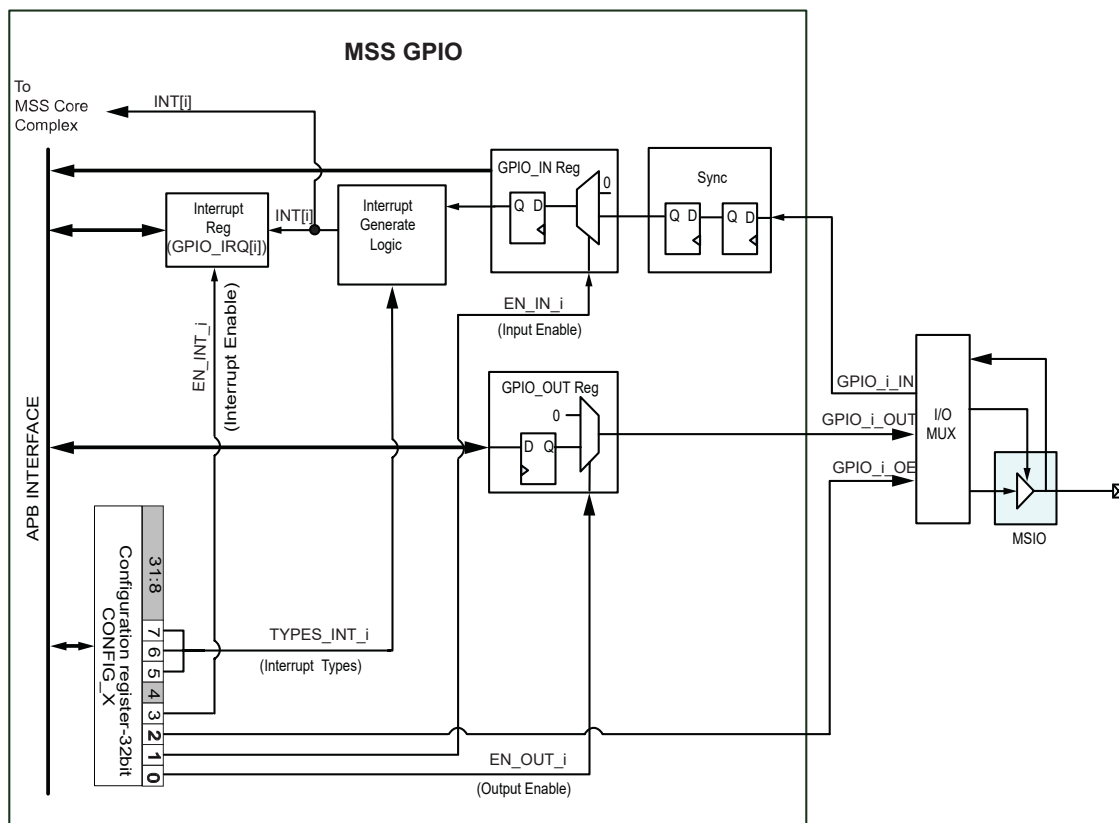 MSS GPIO
To
MSS Core
Complex
INT[i]
GPIO_IN Reg
0
Q D
Sync
Q D
Q D
Interrupt
Reg
(GPIO_IRQ[i])
INT[i]
Interrupt
Generate
Logic
EN_IN_i
(Input Enable)
EN_INT_i
(Interrupt Enable)
GPIO_OUT Reg
0
D Q
GPIO_i_IN
GPIO_i_OUT
GPIO_i_OE
I/O
MUX
MSIO
APB INTERFACE
Configuration register-32bit
CONFIG_X
31:8
7
6
5
4
3
2
1
0
TYPES_INT_i
(Interrupt Types)
EN_OUT_i
(Output Enable)